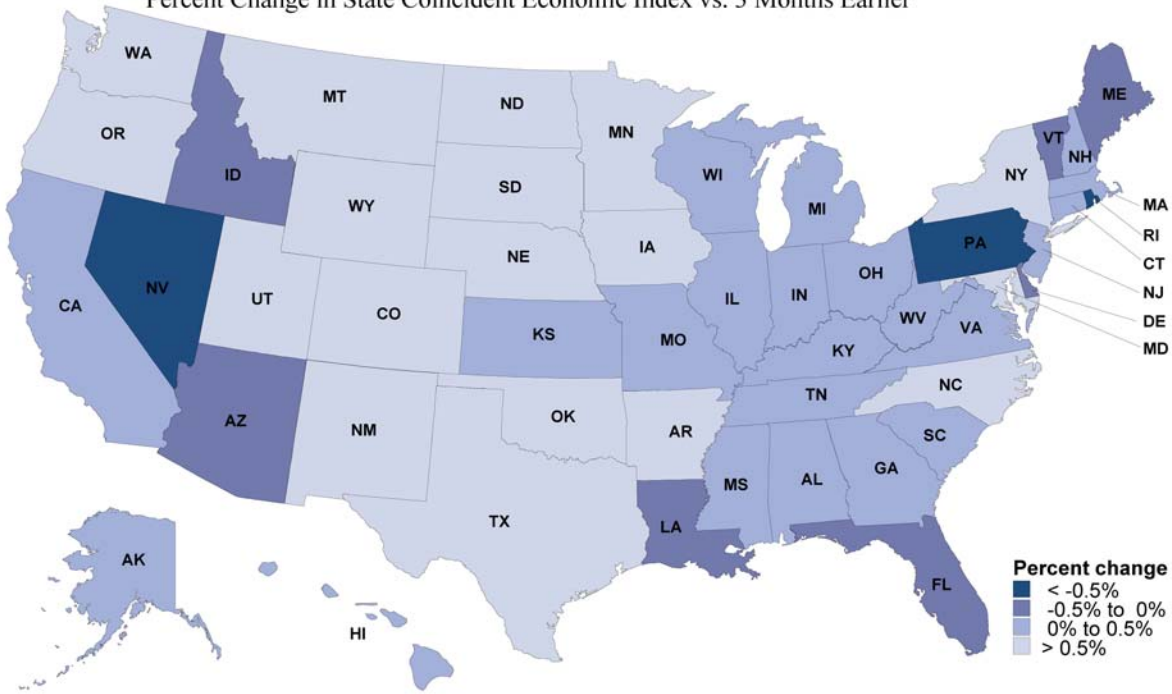 Percent Change in State Coincident Economic Index vs. 3 Months Earlier
WA
MT
ND
MN
ME
OR
ID
SD
WI
VT
NH
NY
WY
MI
MA
RI
CT
NJ
DE
MD
IA
NE
PA
NV
UT
CO
CA
IL
IN
OH
WV
VA
KS
MO
KY
NC
TN
AZ
NM
OK
AR
SC
MS
AL
GA
TX
LA
FL
AK
HI
Percent change
< -0.5%
-0.5% to 0%
0% to 0.5%
> 0.5%